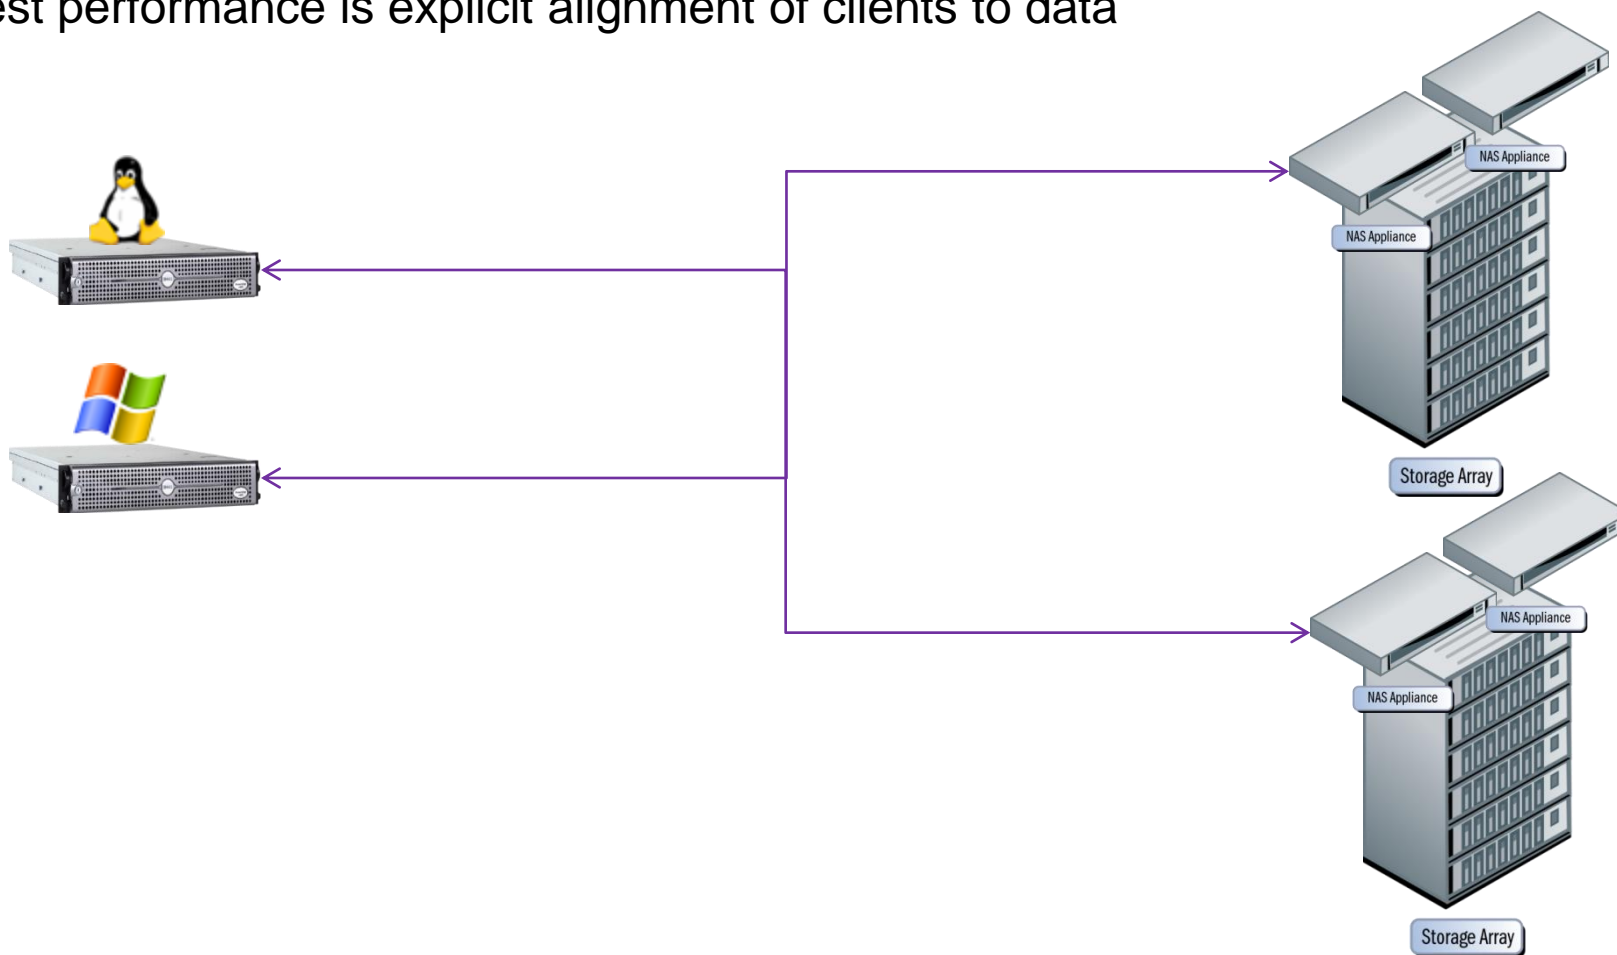 est performance is explicit alignment of clients to data
NAS Appliance
NAS Appliance
Storage Array
NAS Appliance
NAS Appliance
Storage Array